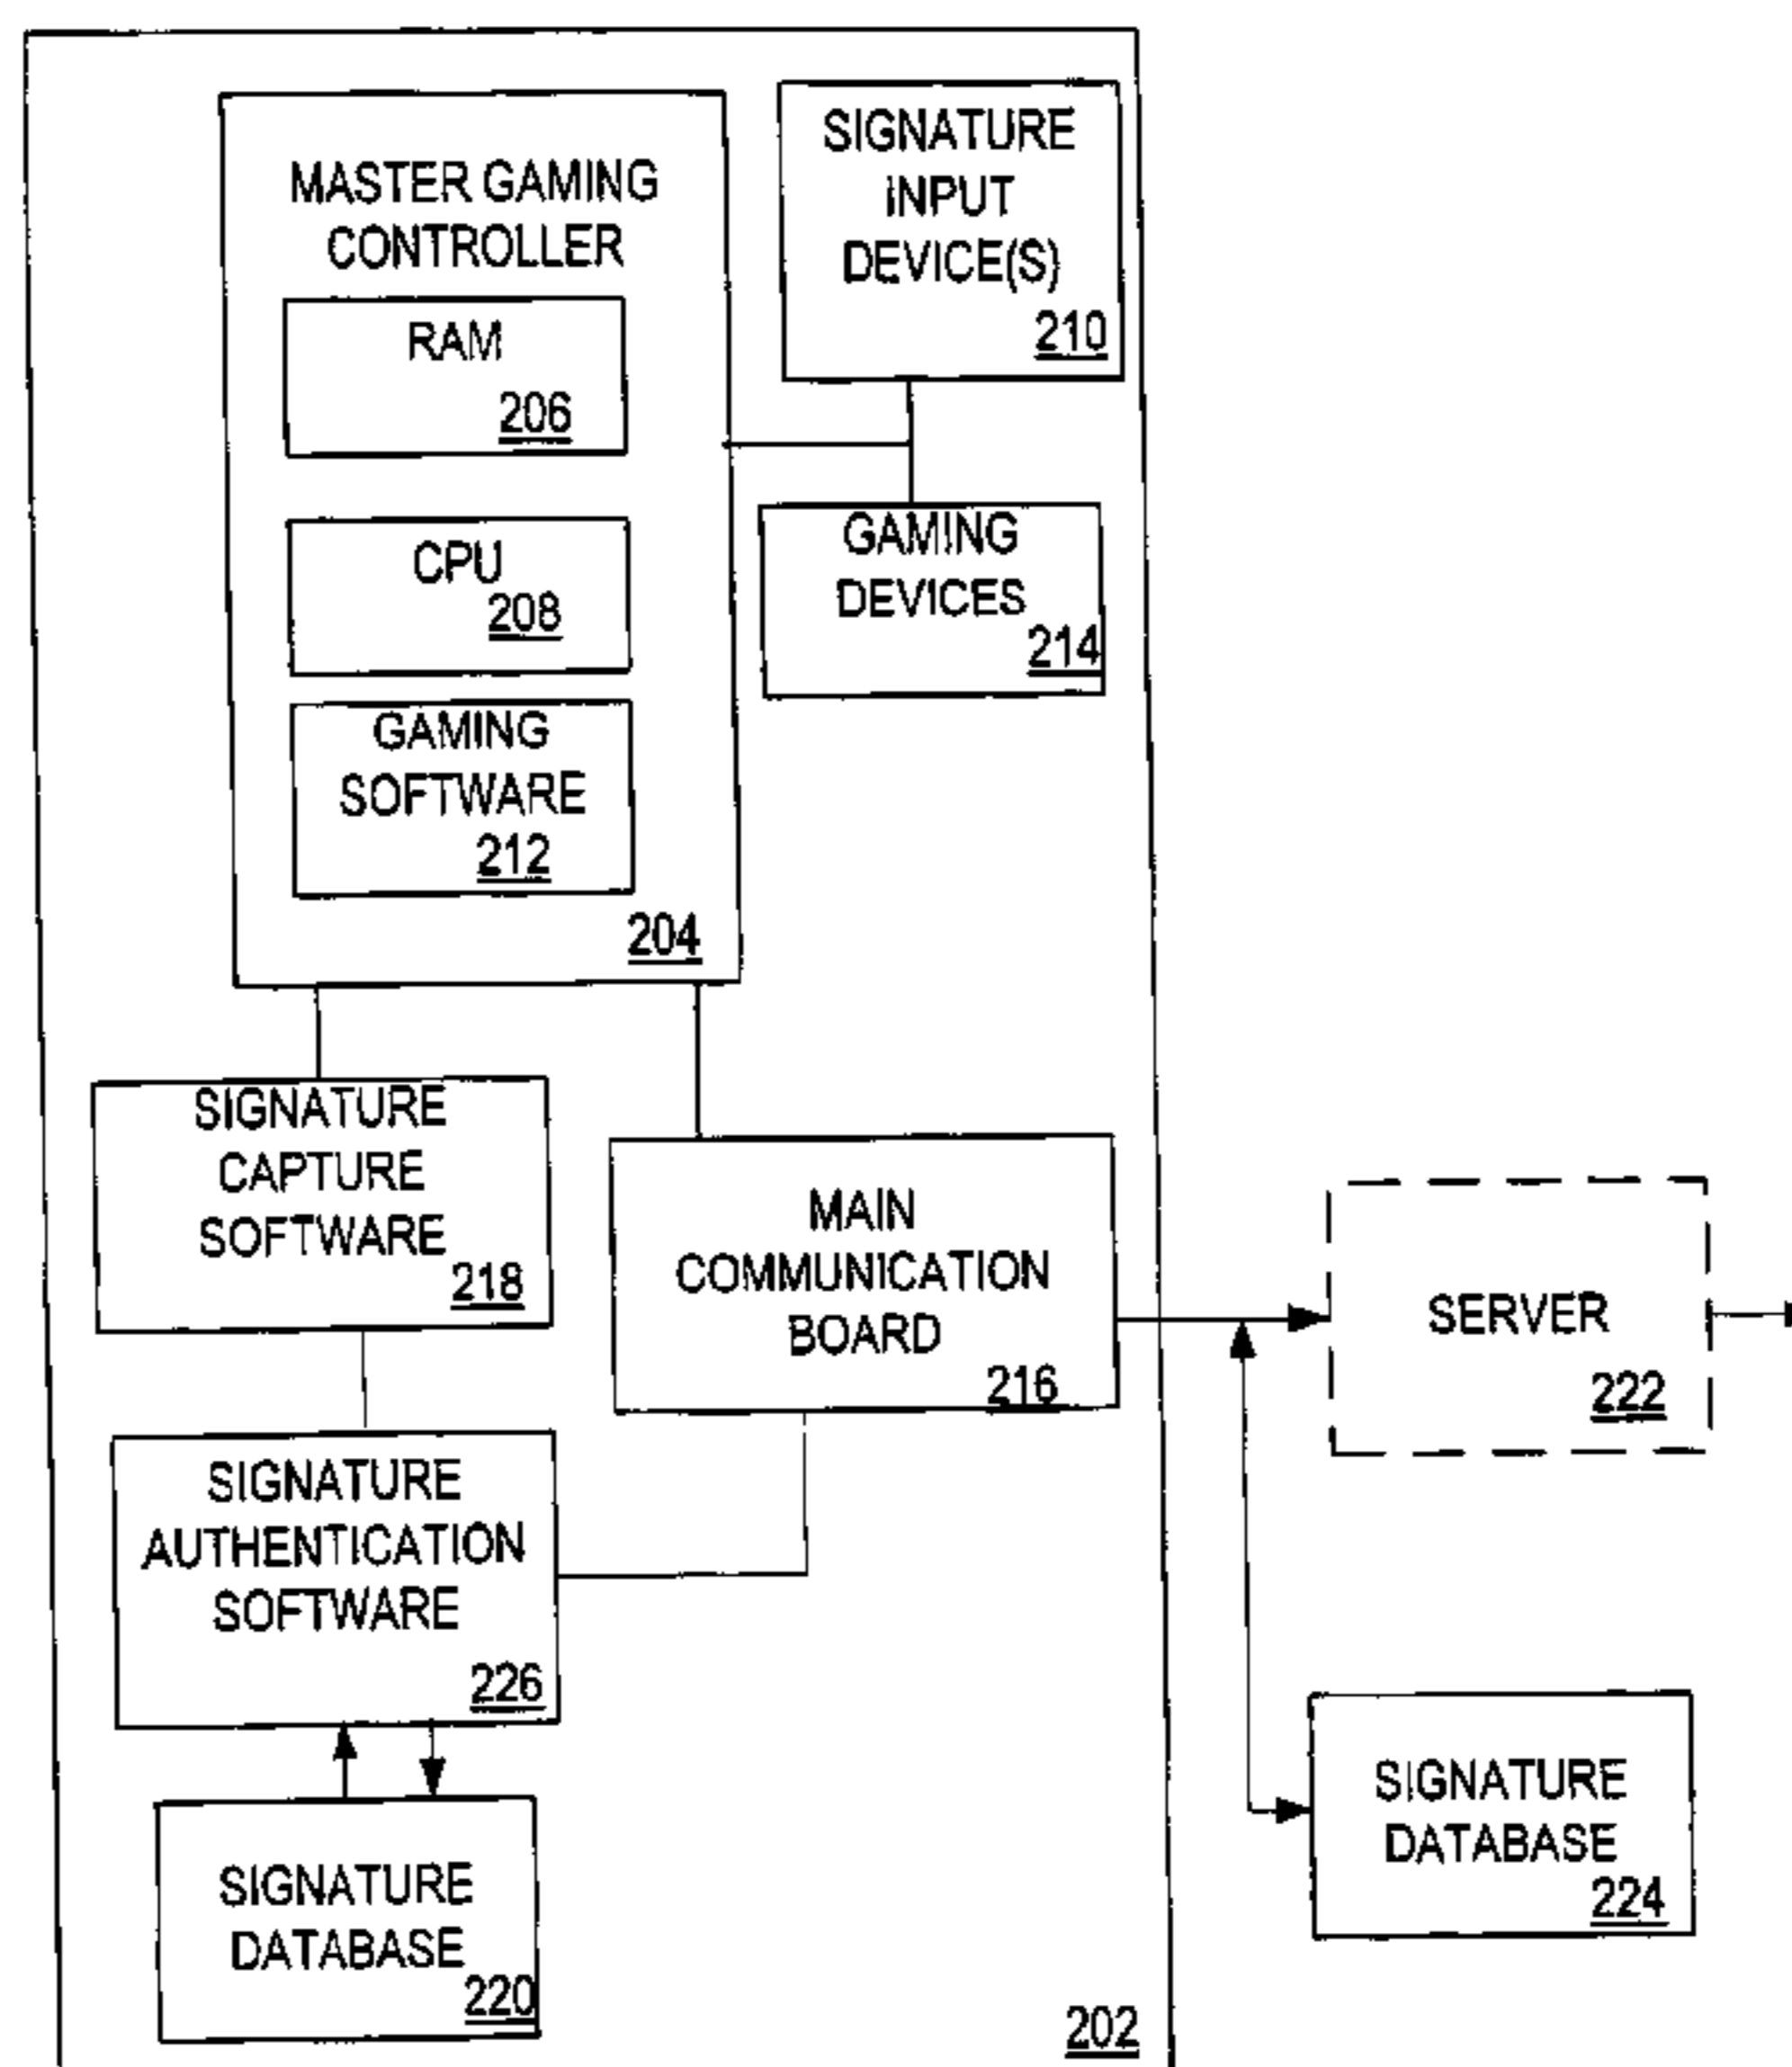 MASTER GAMING
CONTROLLER
RAM
206
CPU
208
GAMING
SOFTWARE
212
204
SIGNATURE
INPUT
DEVICE(S)
210
GAMING
DEVICES
214
SIGNATURE
CAPTURE
SOFTWARE
218
MAIN
COMMUNICATION
BOARD
216
SERVER
222
SIGNATURE
AUTHENTICATION
SOFTWARE
226
SIGNATURE
DATABASE
220
SIGNATURE
DATABASE
224
202